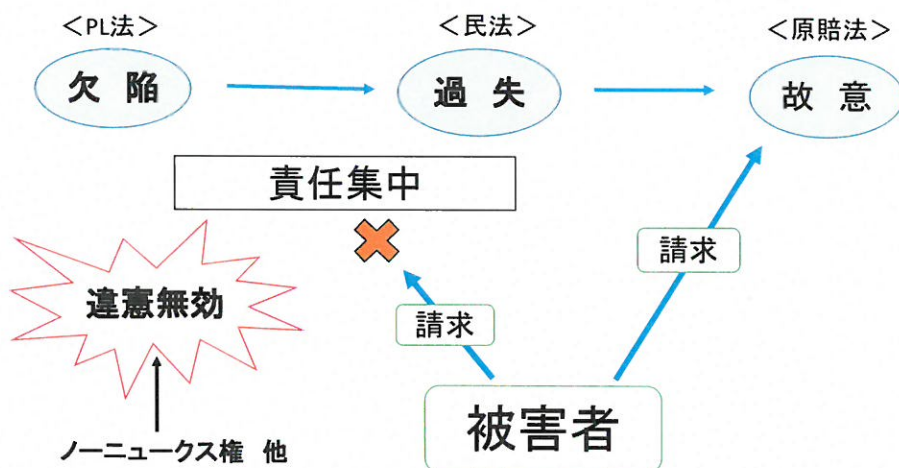 <PL法>
<民法>
<原賠法>
欠 陥
過 失
故 意
責任集中
請求
違憲無効
請求
被害者
ノーニュークス権 他